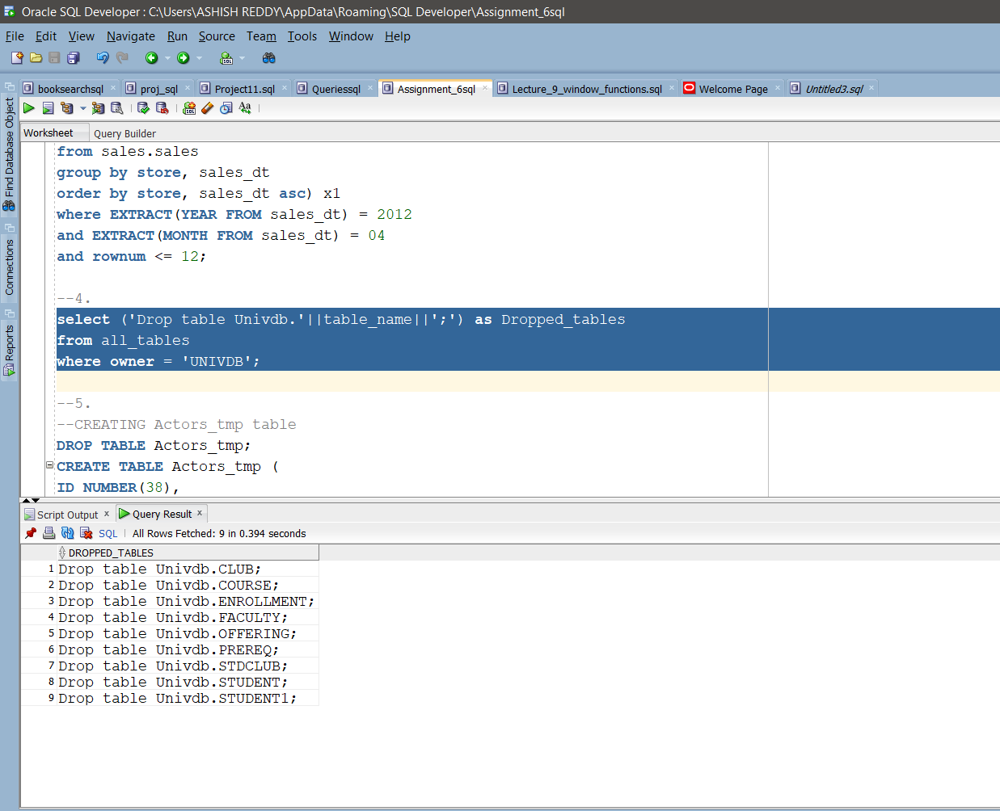 Oracle SQL Developer : C:\Users\ASHISH REDDY\AppData\Roaming\SQL Developer\Assignment_6sql
File Edit View Navigate Run Source Team Tools Window Help
booksearchsql proj_sql Project11.sql Queriessql Assignment_6sql Lecture_9_window_functions.sql Welcome Page Untitled3.sql
Find Database Object
Connections
Reports
Worksheet Query Builder
from sales.sales
group by store, sales_dt
order by store, sales_dt asc) x1
where EXTRACT(YEAR FROM sales_dt) = 2012
and EXTRACT(MONTH FROM sales_dt) = 04
and rownum <= 12;
--4.
select ('Drop table Univdb.'||table_name||';') as Dropped_tables
from all_tables
where owner = 'UNIVDB';
--5.
--CREATING Actors_tmp table
DROP TABLE Actors_tmp;
CREATE TABLE Actors_tmp (
ID NUMBER(38),
Script Output x Query Result x
SQL | All Rows Fetched: 9 in 0.394 seconds
DROPPED_TABLES
1 Drop table Univdb.CLUB;
2 Drop table Univdb.COURSE;
3 Drop table Univdb.ENROLLMENT;
4 Drop table Univdb.FACULTY;
5 Drop table Univdb.OFFERING;
6 Drop table Univdb.PREREQ;
7 Drop table Univdb.STDCLUB;
8 Drop table Univdb.STUDENT;
9 Drop table Univdb.STUDENT1;